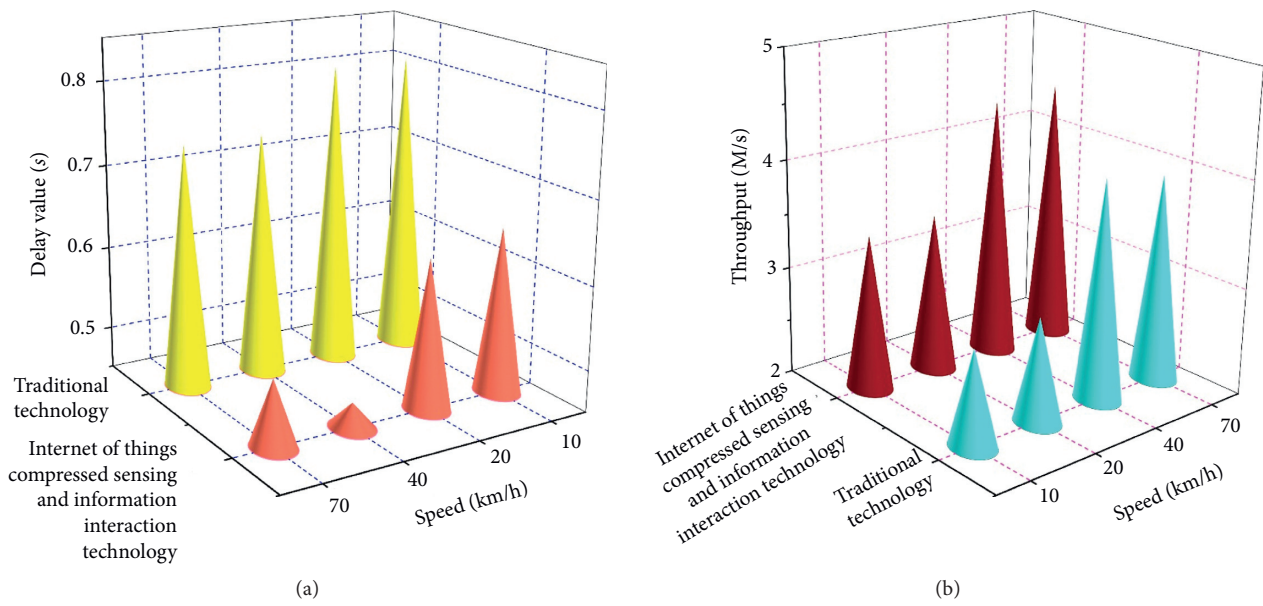 0.8
0.7
0.6
0.5
Delay value (s)
Traditional
technology
Internet of things
compressed sensing
and information
interaction
technology
70
40
20
10
Speed (km/h)
(a)
5
4
3
2
Throughput (M/s)
Internet of things
compressed sensing
and information
interaction technology
Traditional
technology
10
20
40
70
Speed (km/h)
(b)